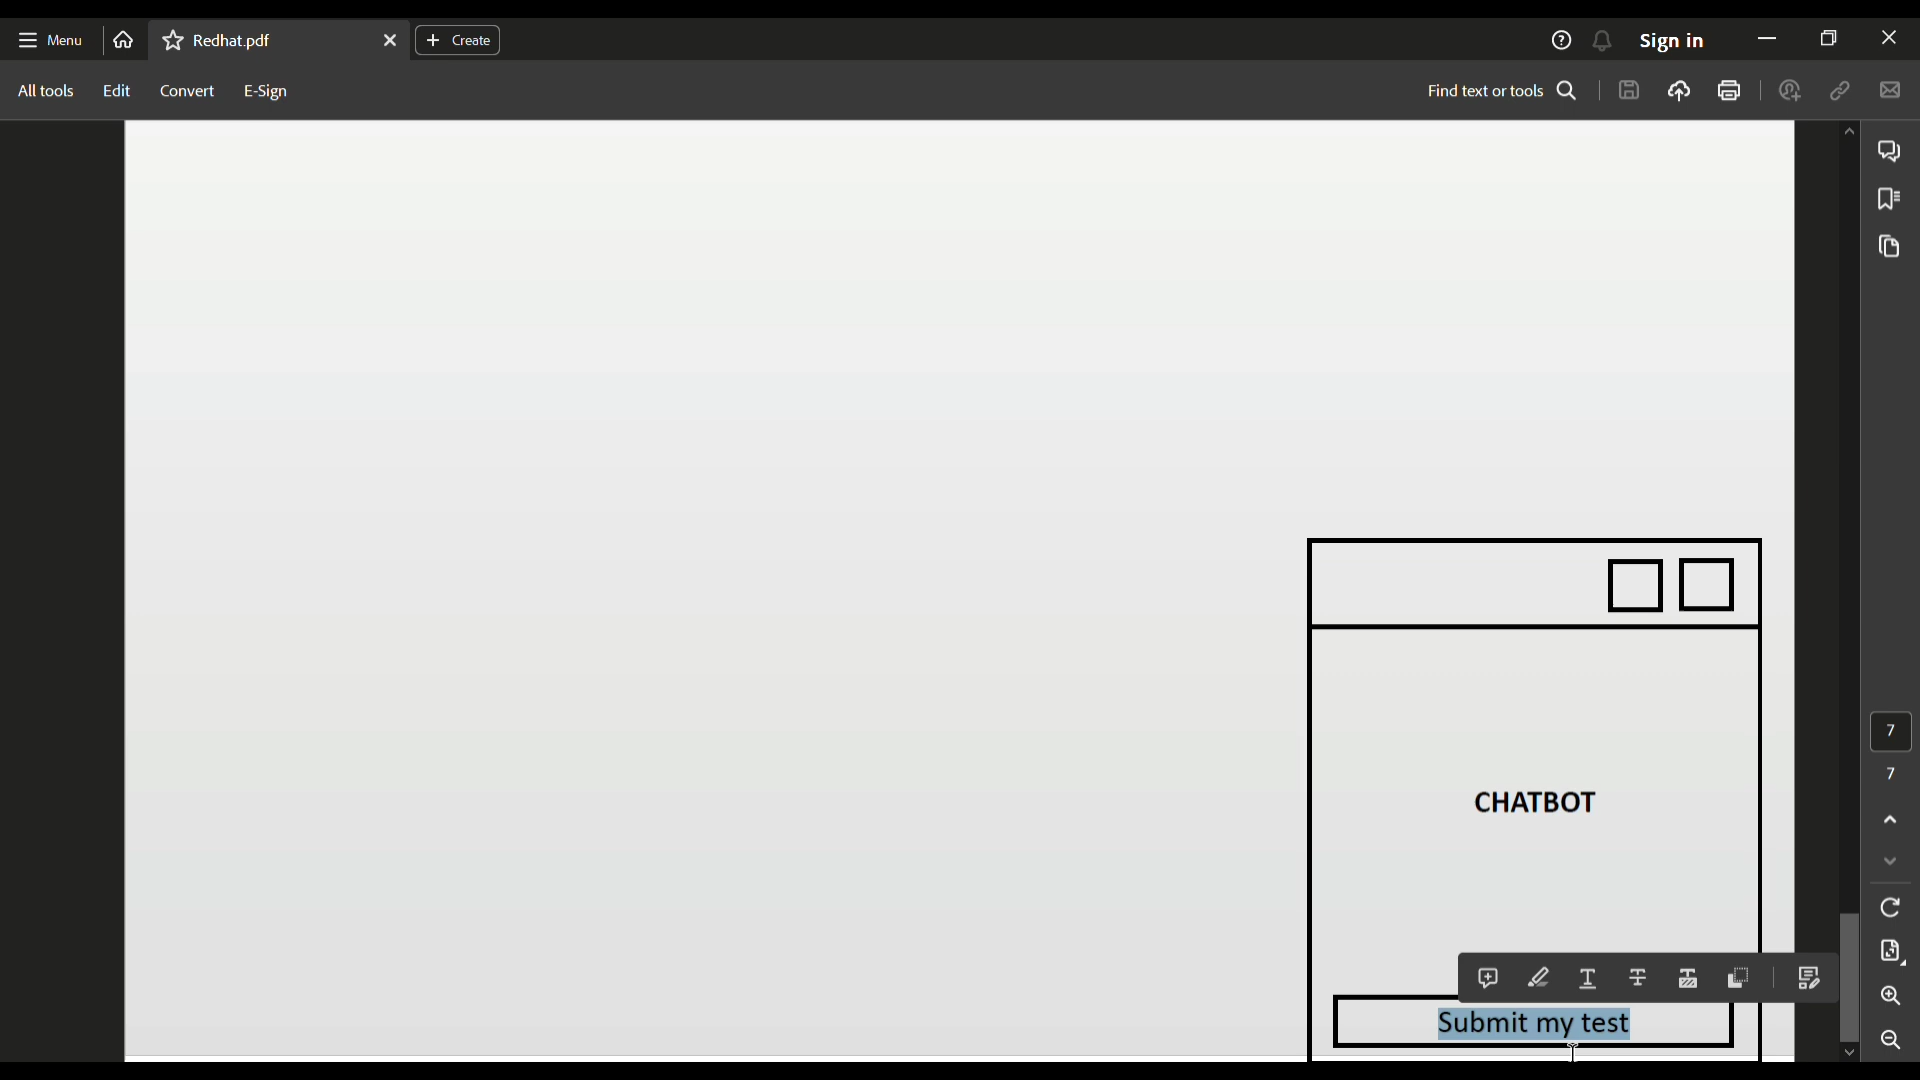 Menu
Redhat.pdf
Create
Sign in
All tools
Edit
Convert
E-Sign
Find text or tools
CHATBOT
Submit my test
7
7